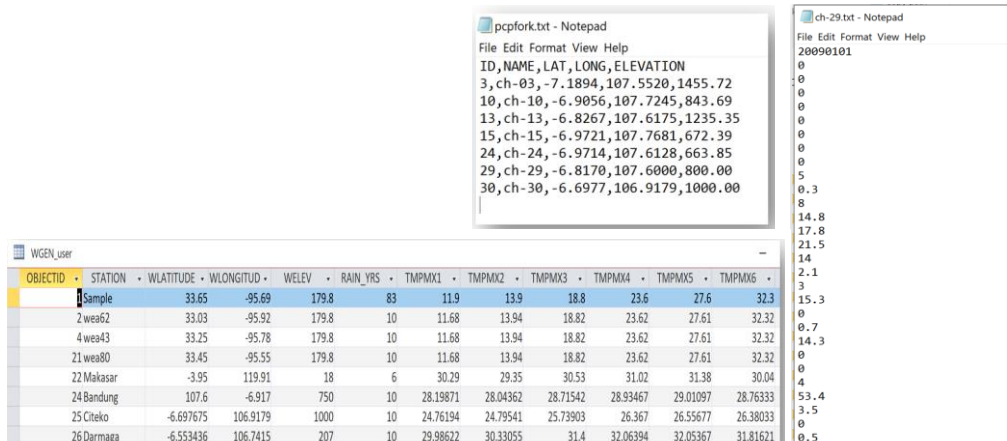 pcpfork.txt - Notepad
File Edit Format View Help
ID,NAME,LAT,LONG,ELEVATION
3,ch-03,-7.1894,107.5520,1455.72
10,ch-10,-6.9056,107.7245,843.69
13,ch-13,-6.8267,107.6175,1235.35
15,ch-15,-6.9721,107.7681,672.39
24,ch-24,-6.9714,107.6128,663.85
29,ch-29,-6.8170,107.6000,800.00
30,ch-30,-6.6977,106.9179,1000.00
ch-29.txt - Notepad
File Edit Format View Help
20090101
0
0
0
0
0
0
0
0
5
0.3
8
14.8
17.8
21.5
14
2.1
3
15.3
0
0.7
14.3
0
0
4
53.4
3.5
0
0.5
WGEN_user
OBJECTID STATION WLATITUDE WLONGITUD WELEV RAIN_YRS TMPMX1 TMPMX2 TMPMX3 TMPMX4 TMPMX5 TMPMX6
1 Sample 33.65 -95.69 179.8 83 11.9 13.9 18.8 23.6 27.6 32.3
2 wea62 33.03 -95.92 179.8 10 11.68 13.94 18.82 23.62 27.61 32.32
4 wea43 33.25 -95.78 179.8 10 11.68 13.94 18.82 23.62 27.61 32.32
21 wea80 33.45 -95.55 179.8 10 11.68 13.94 18.82 23.62 27.61 32.32
22 Makasar -3.95 119.91 18 6 30.29 29.35 30.53 31.02 31.38 30.04
24 Bandung 107.6 -6.917 750 10 28.19871 28.04362 28.71542 28.93467 29.01097 28.76333
25 Citeko -6.697675 106.9179 1000 10 24.76194 24.79541 25.73903 26.367 26.55677 26.38033
26 Darmaga -6.553436 106.7415 207 10 29.98622 30.33055 31.4 32.06394 32.05367 31.81621